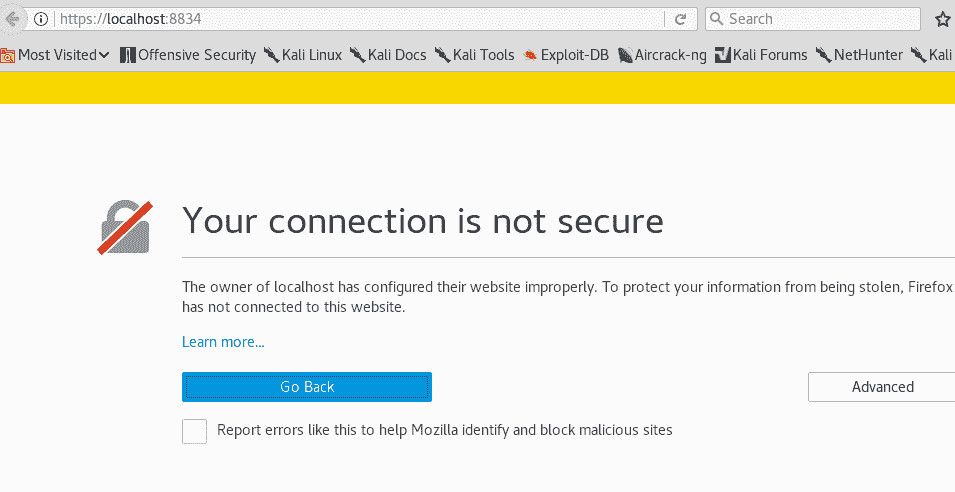 https://localhost:8834 Search
Most Visited Offensive Security Kali Linux Kali Docs Kali Tools Exploit-DB Aircrack-ng Kali Forums NetHunter Kali
Your connection is not secure
The owner of localhost has configured their website improperly. To protect your information from being stolen, Firefox
has not connected to this website.
Learn more...
Go Back Advanced
Report errors like this to help Mozilla identify and block malicious sites